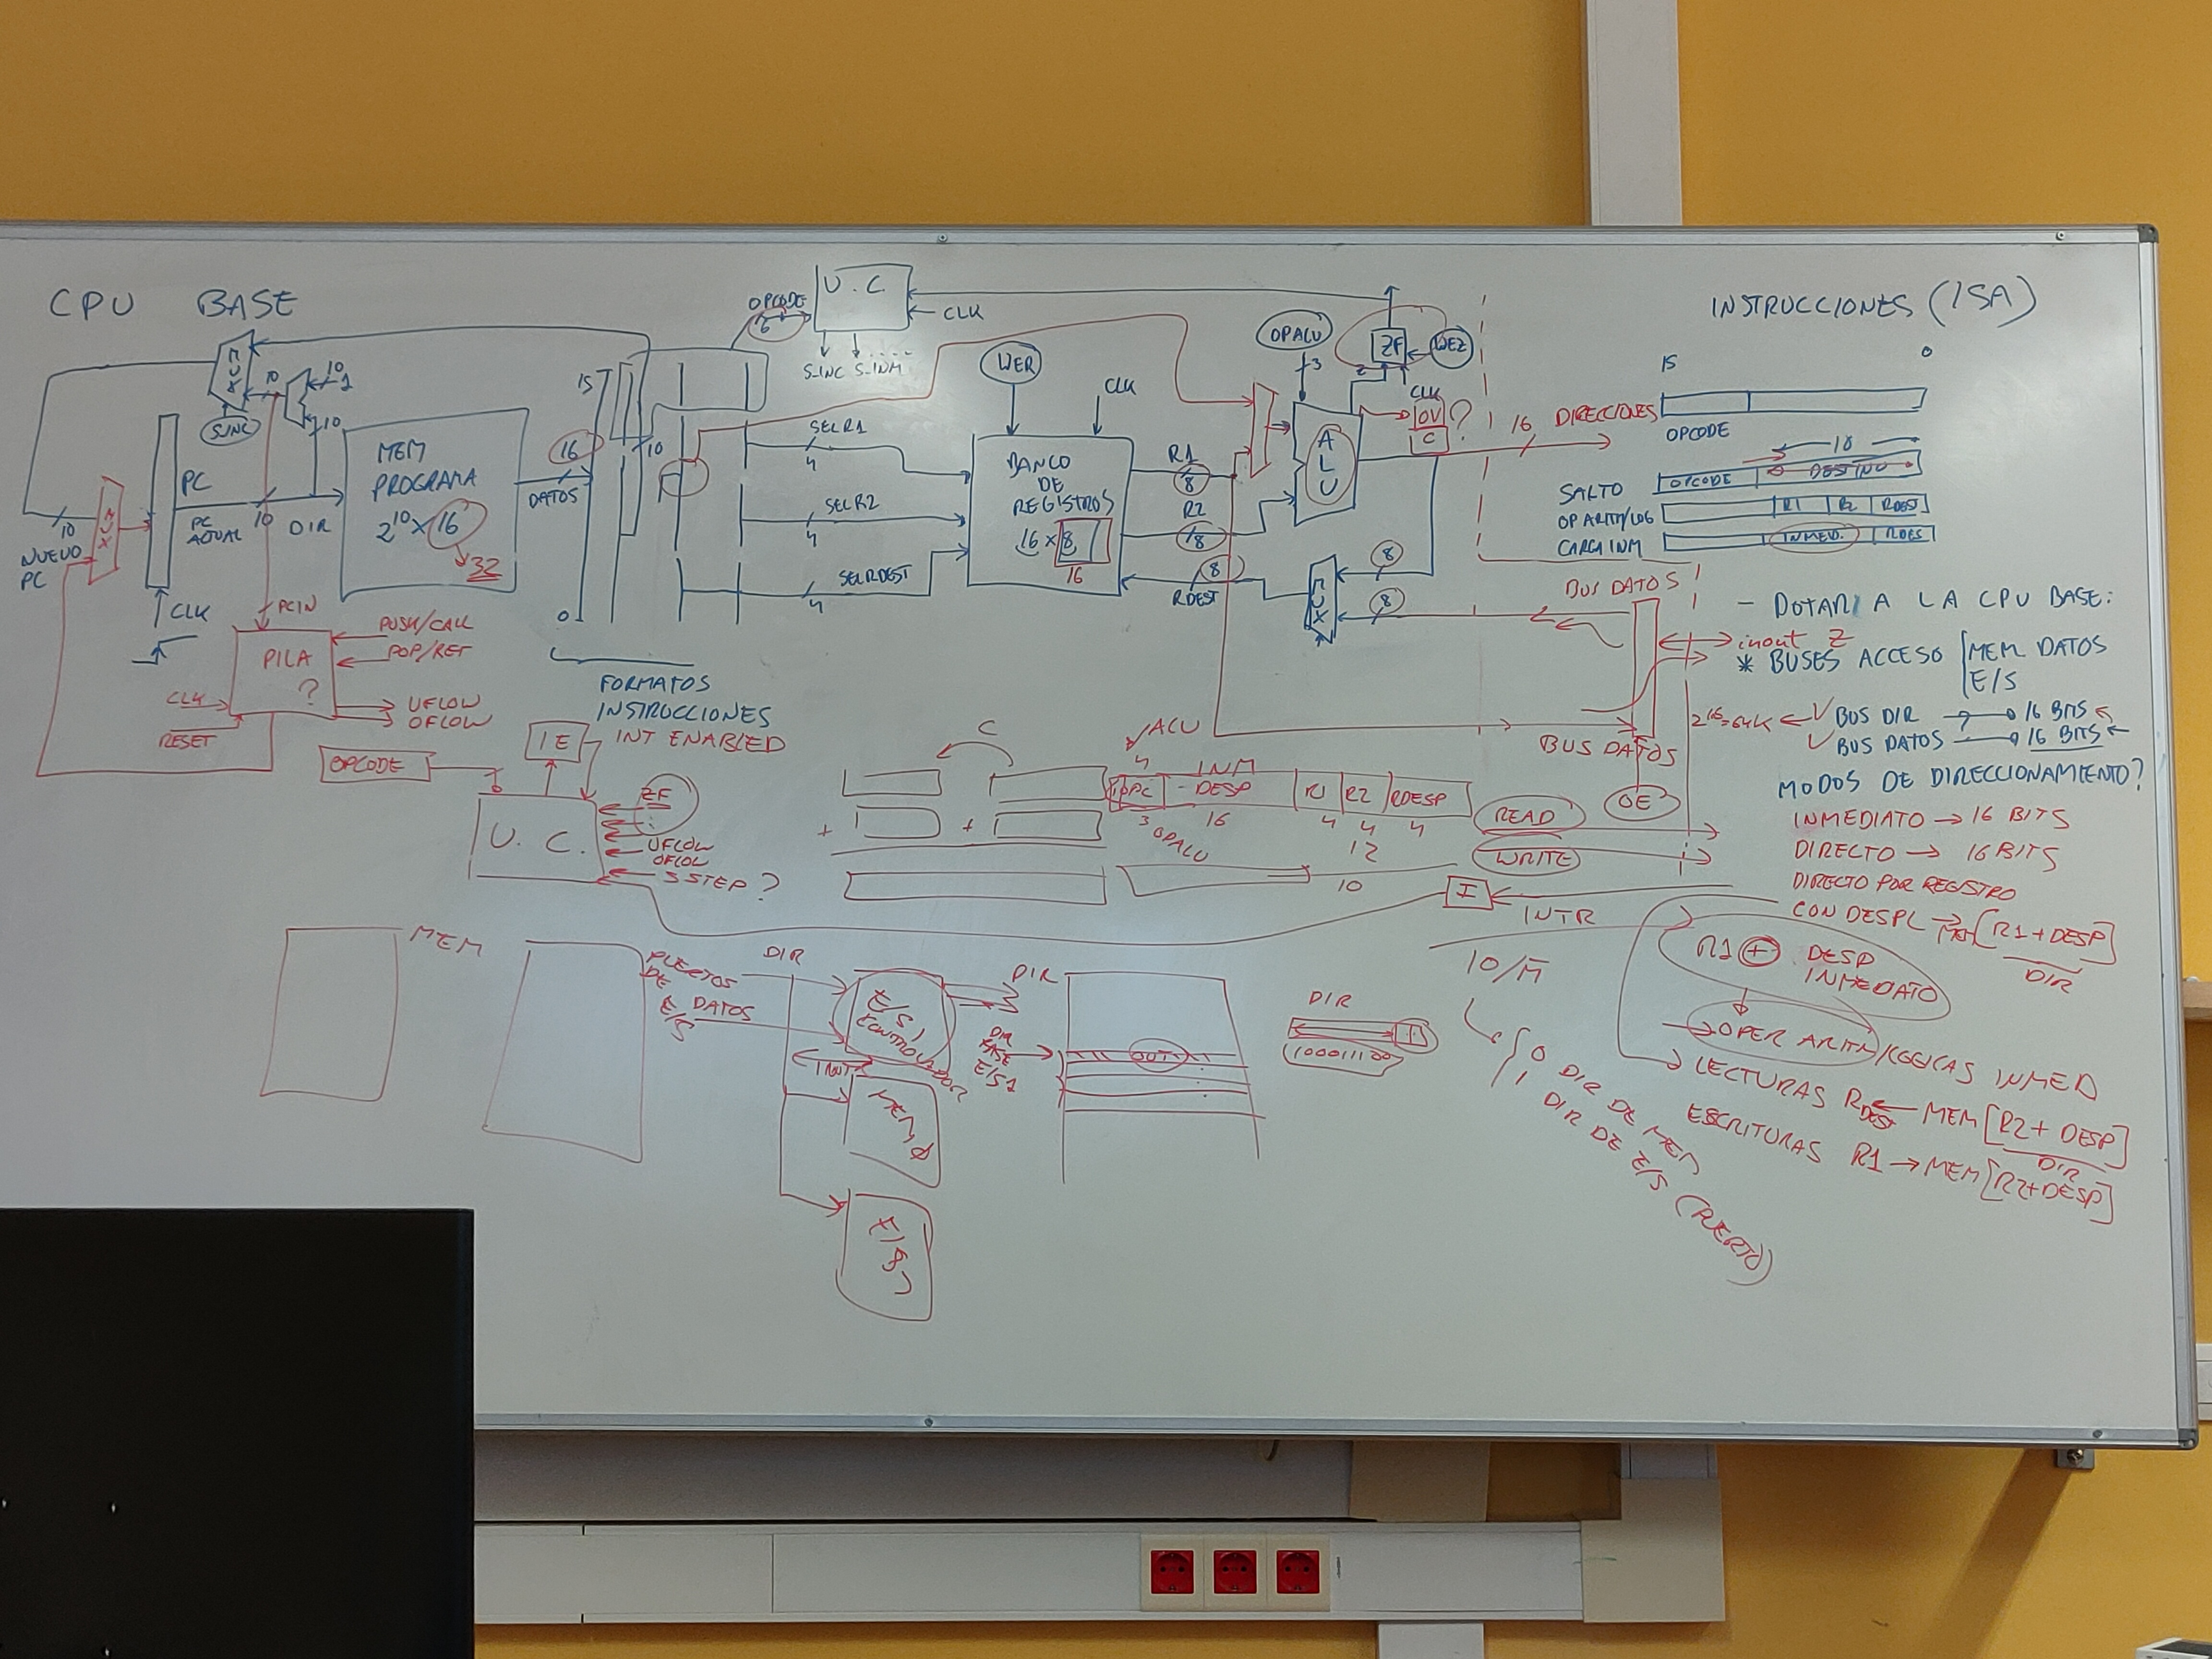 CPU BASE
MUX
S_INC
10
1
10
10
NUEVO PC
10
MUX
PC
PC ACTUAL
10
DIR
CLK
MEM PROGRAMA
2^10 x 16
32
16
DATOS
15
0
10
OPCODE
6
U.C.
CLK
S_INC S_INM ....
SELR1
4
SELR2
4
SELRDEST
4
WER
CLK
BANCO DE REGISTROS
16 x 8
16
R1
8
R2
8
8
RDEST
OPALU
3
ALU
ZF
WEZ
CLK
OV
C
?
MUX
8
8
16
DIRECCIONES
BUS DATOS
BUS DATOS
OE
inout Z
PCIN
PILA
?
PUSH/CALL
POP/RET
UFLOW
OFLOW
CLK
RESET
FORMATOS
INSTRUCCIONES
IE
INT ENABLED
OPCODE
U.C.
ZF
UFLOW
OFLOW
SSTEP?
C
ACU
4
INM
OPC
- DESP
R1
R2
RDESP
3
16
4
4
4
OPALU
12
10
+
+
READ
WRITE
I
INTR
INSTRUCCIONES (ISA)
15
0
OPCODE
10
SALTO
OPCODE
DESTINO
OP ARITM/LOG
R1
R2
RDEST
CARGA INM
INMED.
RDES
- DOTAR A LA CPU BASE:
* BUSES ACCESO
MEM DATOS
E/S
2^16=64K
BUS DIR
16 BITS
BUS DATOS
16 BITS
MODOS DE DIRECCIONAMIENTO?
INMEDIATO → 16 BITS
DIRECTO → 16 BITS
DIRECTO POR REGISTRO
CON DESPL → MEM [R1+DESP]
DIR
R1 + DESP
INMEDIATO
OPER ARITM/LOGICAS INMED
LECTURAS RDEST ← MEM [R2+ DESP]
DIR
ESCRITURAS R1 → MEM [R2+DESP]
IO/M̅
0 DIR DE MEM
1 DIR DE E/S (PUERTO)
MEM
PUERTOS DE E/S
DIR
DATOS
E/S1
CONTROLADOR
MEM0
DIR
DIR BASE E/S1
OUT
DIR